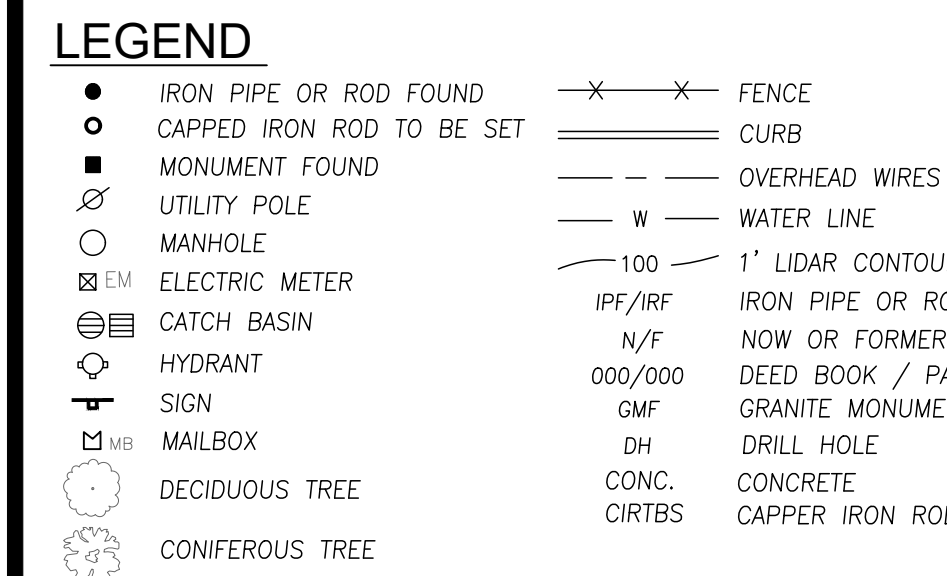 LEGEND
IRON PIPE OR ROD FOUND
CAPPED IRON ROD TO BE SET
MONUMENT FOUND
UTILITY POLE
MANHOLE
EM ELECTRIC METER
CATCH BASIN
HYDRANT
SIGN
MB MAILBOX
DECIDUOUS TREE
CONIFEROUS TREE
X X FENCE
CURB
OVERHEAD WIRES
W WATER LINE
100 1' LIDAR CONTOU
IPF/IRF IRON PIPE OR RO
N/F NOW OR FORMER
000/000 DEED BOOK / PA
GMF GRANITE MONUME
DH DRILL HOLE
CONC. CONCRETE
CIRTBS CAPPER IRON ROD